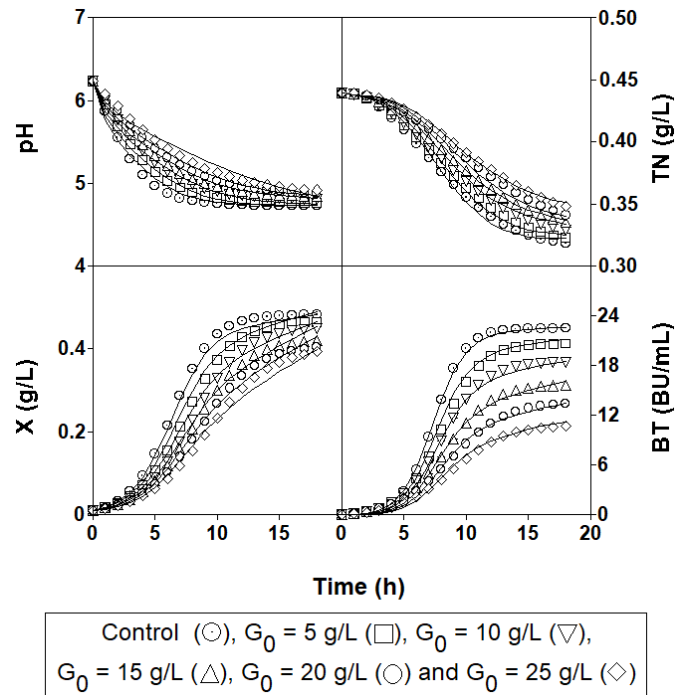 7
6
5
4
pH
0.50
0.45
0.40
0.35
0.30
TN (g/L)
0.4
0.2
0
X (g/L)
24
18
12
6
0
BT (BU/mL)
0 5 10 15 0 5 10 15 20
Time (h)
Control (⊙), G0 = 5 g/L (□), G0 = 10 g/L (▽),
G0 = 15 g/L (△), G0 = 20 g/L (○) and G0 = 25 g/L (◇)